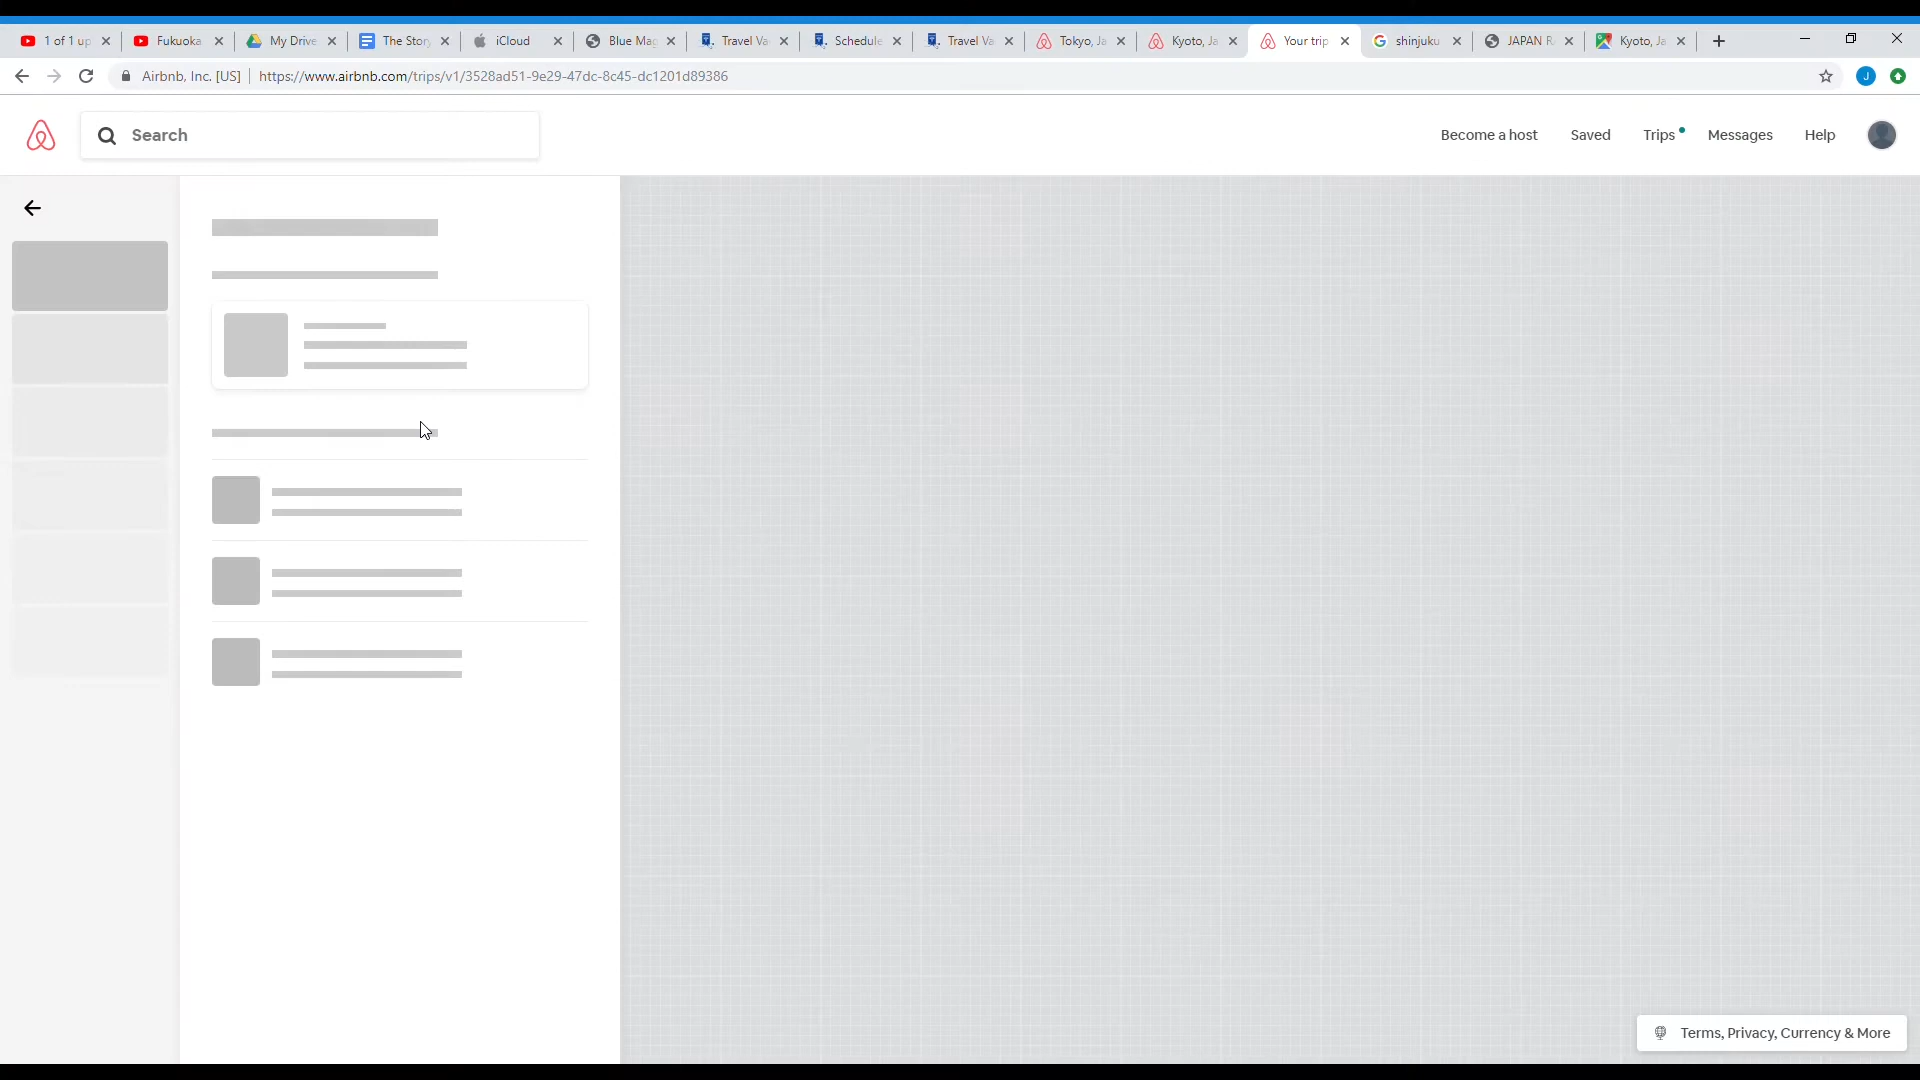 1 of 1 up
Fukuoka
My Drive
The Story
iCloud
Blue Mag
Travel Va
Schedule
Travel Va
Tokyo, Ja
Kyoto, Ja
Your trip
shinjuku
JAPAN R
Kyoto, Ja
Airbnb, Inc. [US]
https://www.airbnb.com/trips/v1/3528ad51-9e29-47dc-8c45-dc1201d89386
J
Search
Become a host
Saved
Trips
Messages
Help
Terms, Privacy, Currency & More